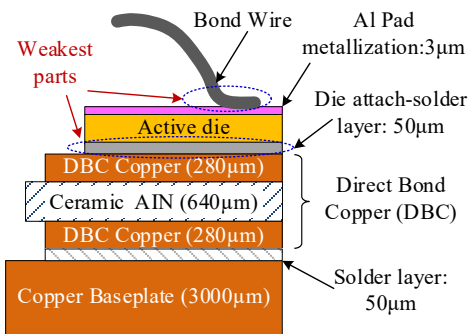 Bond Wire
Al Pad
metallization:3μm
Weakest
parts
Die attach-solder
layer: 50μm
Active die
DBC Copper (280μm)
Ceramic AIN (640μm)
Direct Bond
Copper (DBC)
DBC Copper (280μm)
Solder layer:
50μm
Copper Baseplate (3000μm)